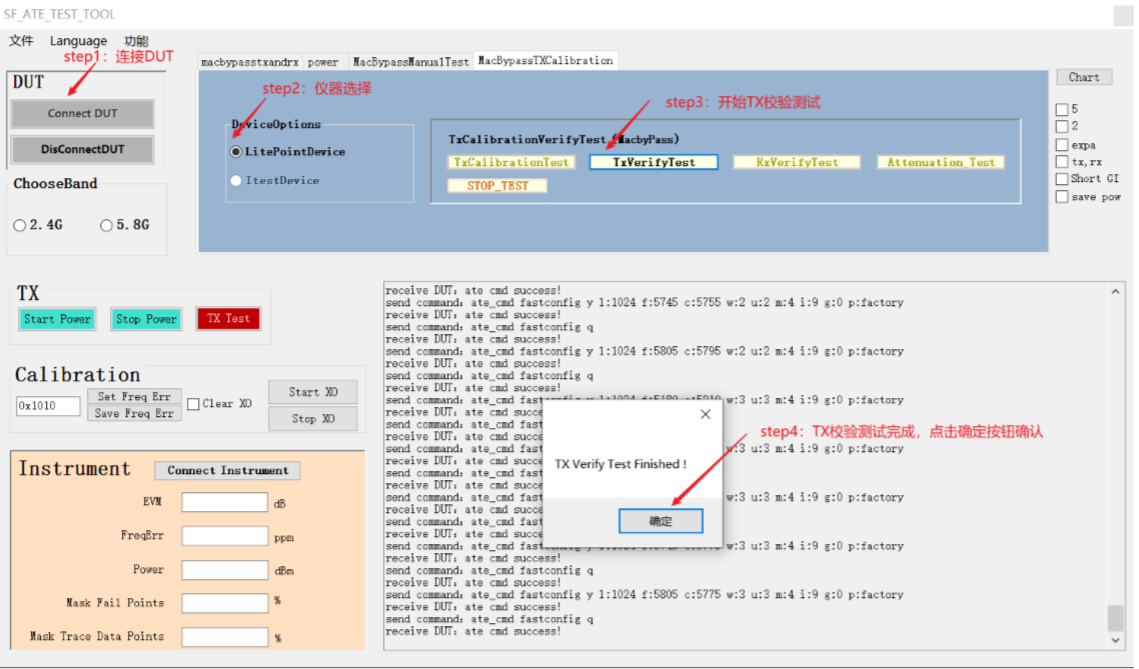 SF_ATE_TEST_TOOL
文件 Language 功能
step1：连接DUT
macbypasstxandrx power MacBypassManualTest MacBypassTXCalibration
DUT
Connect DUT
DisConnectDUT
step2：仪器选择
step3：开始TX校验测试
DeviceOptions
LitePointDevice
ItestDevice
TxCalibrationVerifyTest (MacbyPass)
TxCalibrationTest TxVerifyTest RxVerifyTest Attenuation_Test
STOP_TEST
Chart
5
2
expa
tx,rx
Short GI
save pow
ChooseBand
2.4G 5.8G
TX
Start Power Stop Power TX Test
Calibration
0x1010 Set Freq Err
Save Freq Err
Clear XO
Start XO
Stop XO
Instrument Connect Instrument
EVM dB
FreqErr ppm
Power dBm
Mask Fail Points %
Mask Trace Data Points %
receive DUT: ate cmd success!
send command: ate_cmd fastconfig y l:1024 f:5745 c:5755 w:2 u:2 m:4 i:9 g:0 p:factory
receive DUT: ate cmd success!
send command: ate_cmd fastconfig q
receive DUT: ate cmd success!
send command: ate_cmd fastconfig y l:1024 f:5805 c:5795 w:2 u:2 m:4 i:9 g:0 p:factory
receive DUT: ate cmd success!
send command: ate_cmd fastconfig q
receive DUT: ate cmd success!
send command: ate_cmd w:3 u:3 m:4 i:9 g:0 p:factory
receive DUT: ate cmd succe
send command: ate_cmd fast
receive DUT: ate cmd succe
send command: ate_cmd fast w:3 u:3 m:4 i:9 g:0 p:factory
receive DUT: ate cmd succe
send command: ate_cmd fast
receive DUT: ate cmd succe
send command: ate_cmd fast w:3 u:3 m:4 i:9 g:0 p:factory
receive DUT: ate cmd succe
send command: ate_cmd fast
receive DUT: ate cmd succe
send command: ate_cmd w:3 u:3 m:4 i:9 g:0 p:factory
receive DUT: ate cmd success!
send command: ate_cmd fastconfig q
receive DUT: ate cmd success!
send command: ate_cmd fastconfig y l:1024 f:5805 c:5775 w:3 u:3 m:4 i:9 g:0 p:factory
receive DUT: ate cmd success!
send command: ate_cmd fastconfig q
receive DUT: ate cmd success!
TX Verify Test Finished !
确定
step4：TX校验测试完成，点击确定按钮确认